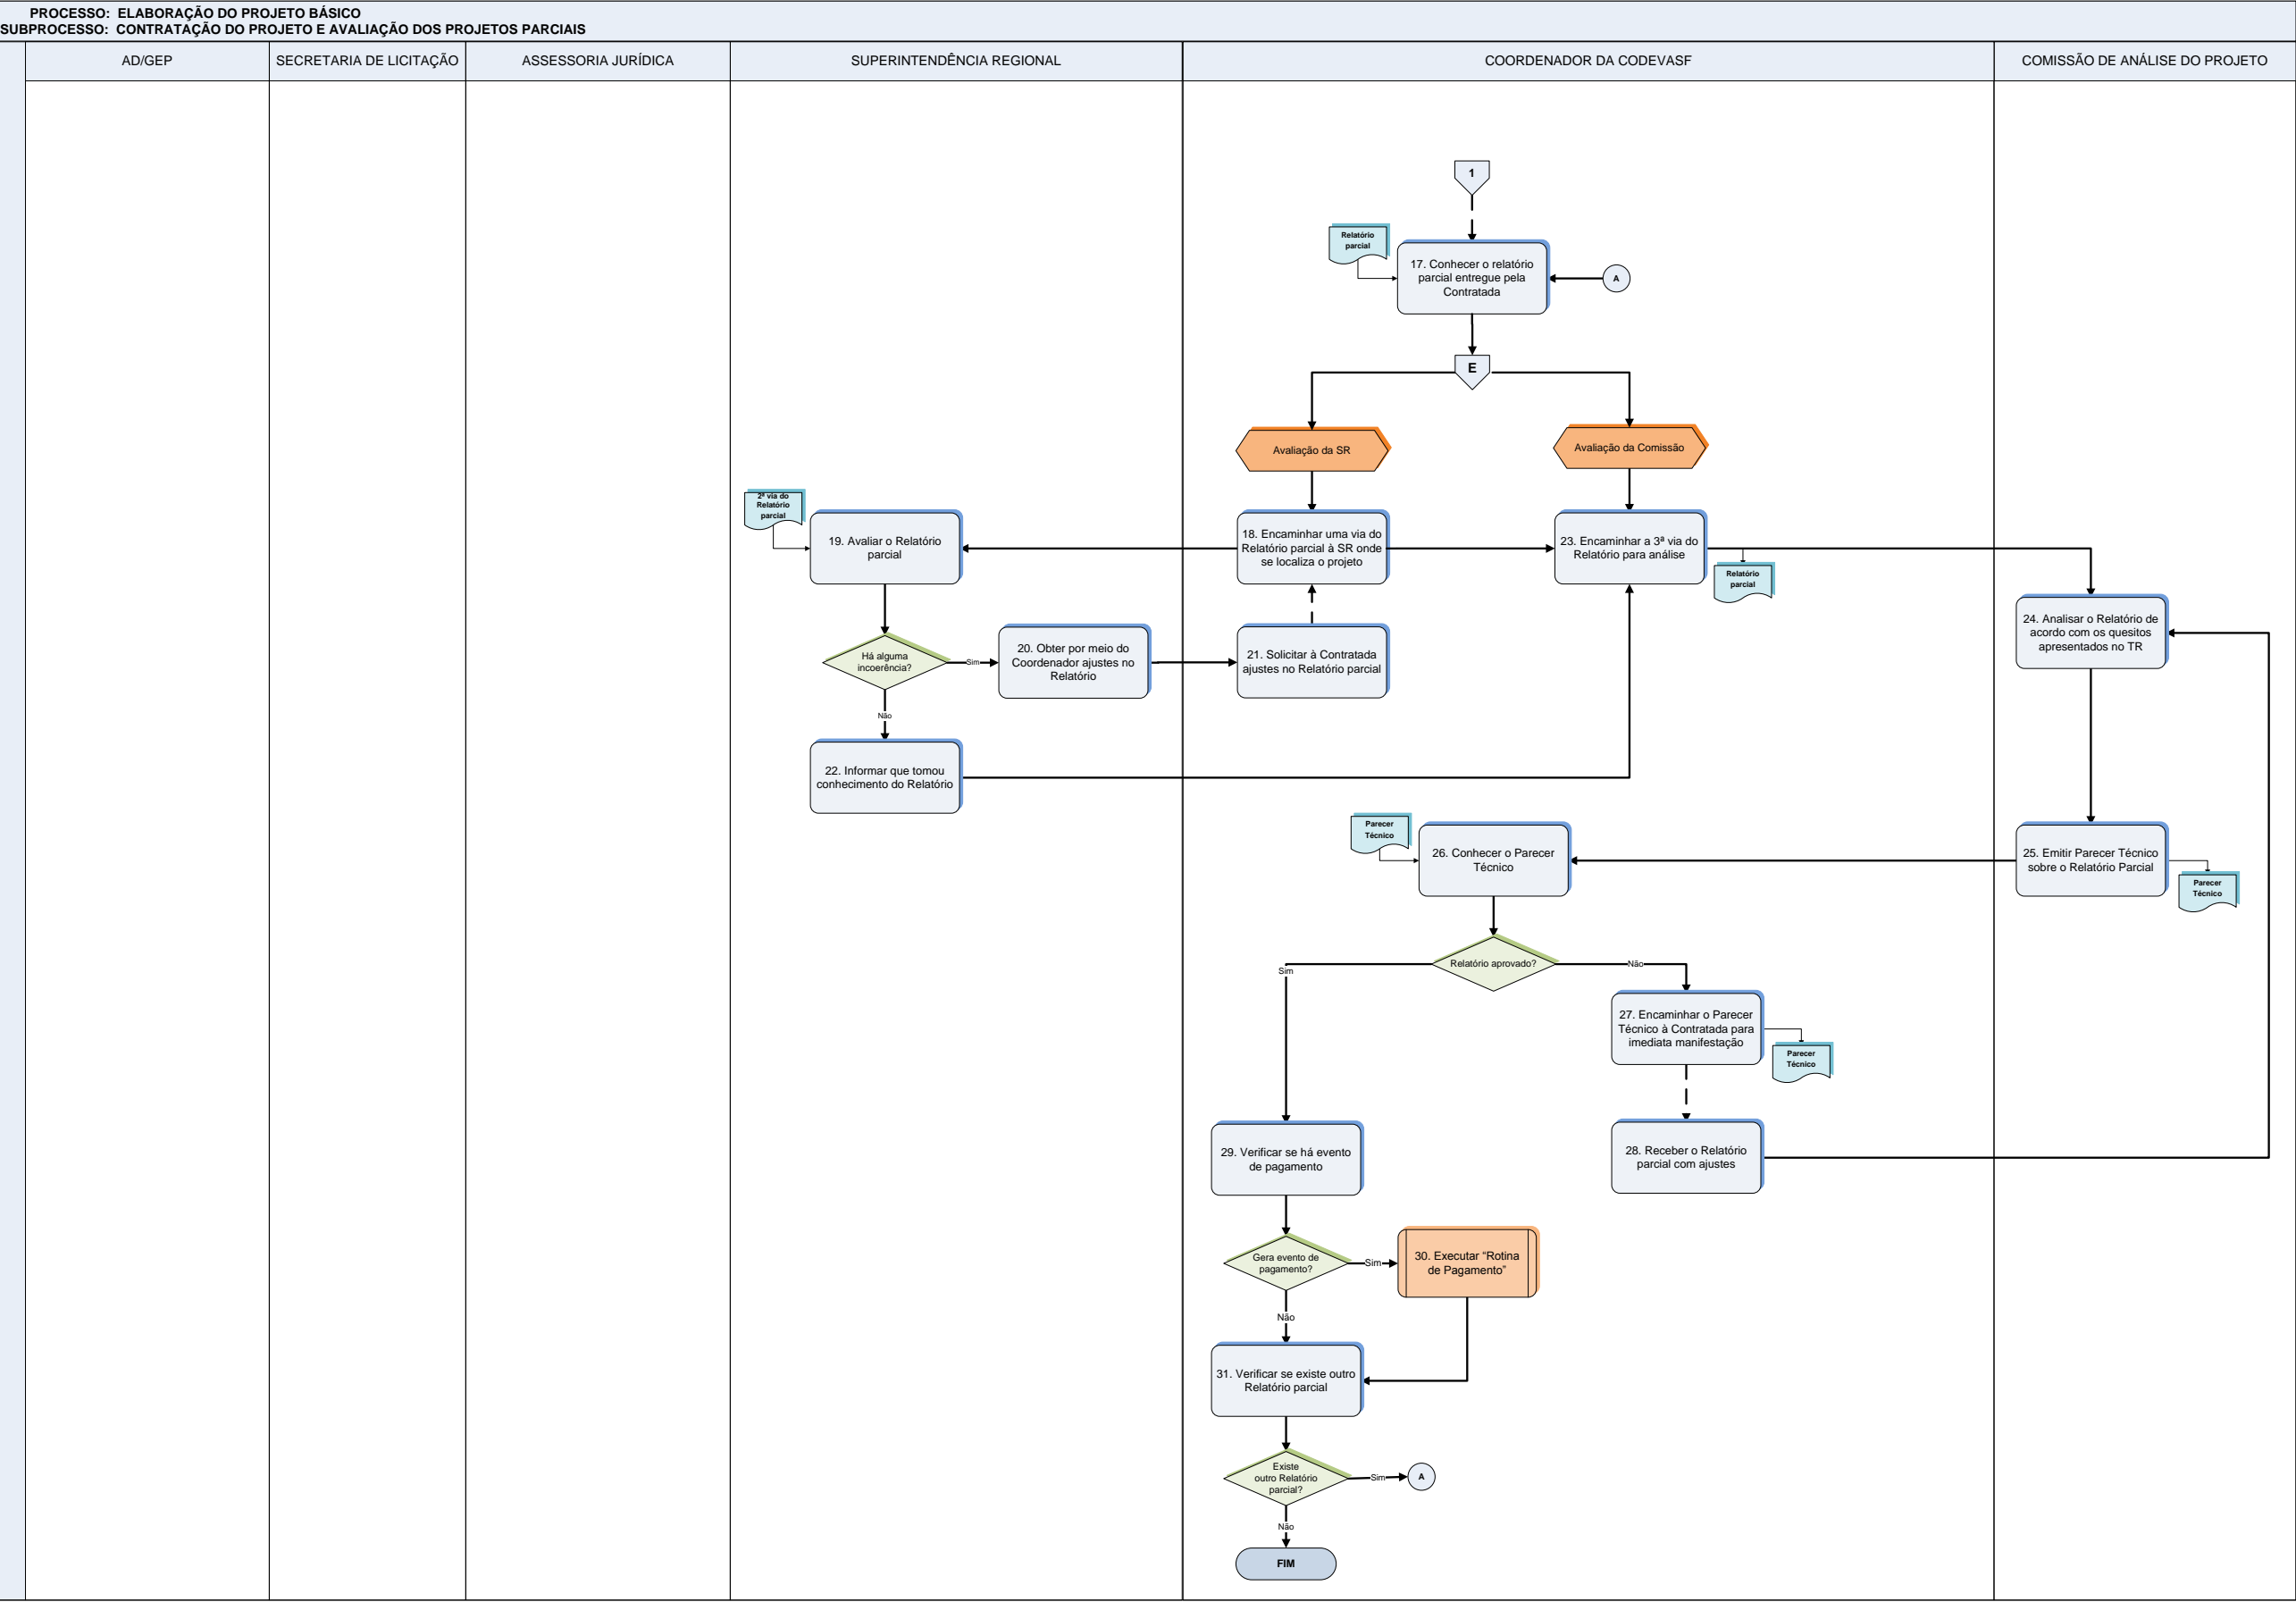 PROCESSO: ELABORAÇÃO DO PROJETO BÁSICO
SUBPROCESSO: CONTRATAÇÃO DO PROJETO E AVALIAÇÃO DOS PROJETOS PARCIAIS
AD/GEP
SECRETARIA DE LICITAÇÃO
ASSESSORIA JURÍDICA
SUPERINTENDÊNCIA REGIONAL
COORDENADOR DA CODEVASF
COMISSÃO DE ANÁLISE DO PROJETO
1
Relatório
parcial
17. Conhecer o relatório
parcial entregue pela
Contratada
A
E
Avaliação da SR
Avaliação da Comissão
2ª via do
Relatório
parcial
19. Avaliar o Relatório
parcial
18. Encaminhar uma via do
Relatório parcial à SR onde
se localiza o projeto
23. Encaminhar a 3ª via do
Relatório para análise
Relatório
parcial
24. Analisar o Relatório de
acordo com os quesitos
apresentados no TR
Há alguma
incoerência?
Sim
20. Obter por meio do
Coordenador ajustes no
Relatório
21. Solicitar à Contratada
ajustes no Relatório parcial
Não
22. Informar que tomou
conhecimento do Relatório
Parecer
Técnico
26. Conhecer o Parecer
Técnico
25. Emitir Parecer Técnico
sobre o Relatório Parcial
Parecer
Técnico
Relatório aprovado?
Sim
Não
27. Encaminhar o Parecer
Técnico à Contratada para
imediata manifestação
Parecer
Técnico
29. Verificar se há evento
de pagamento
28. Receber o Relatório
parcial com ajustes
Gera evento de
pagamento?
Sim
30. Executar “Rotina
de Pagamento”
Não
31. Verificar se existe outro
Relatório parcial
Existe
outro Relatório
parcial?
Sim
A
Não
FIM